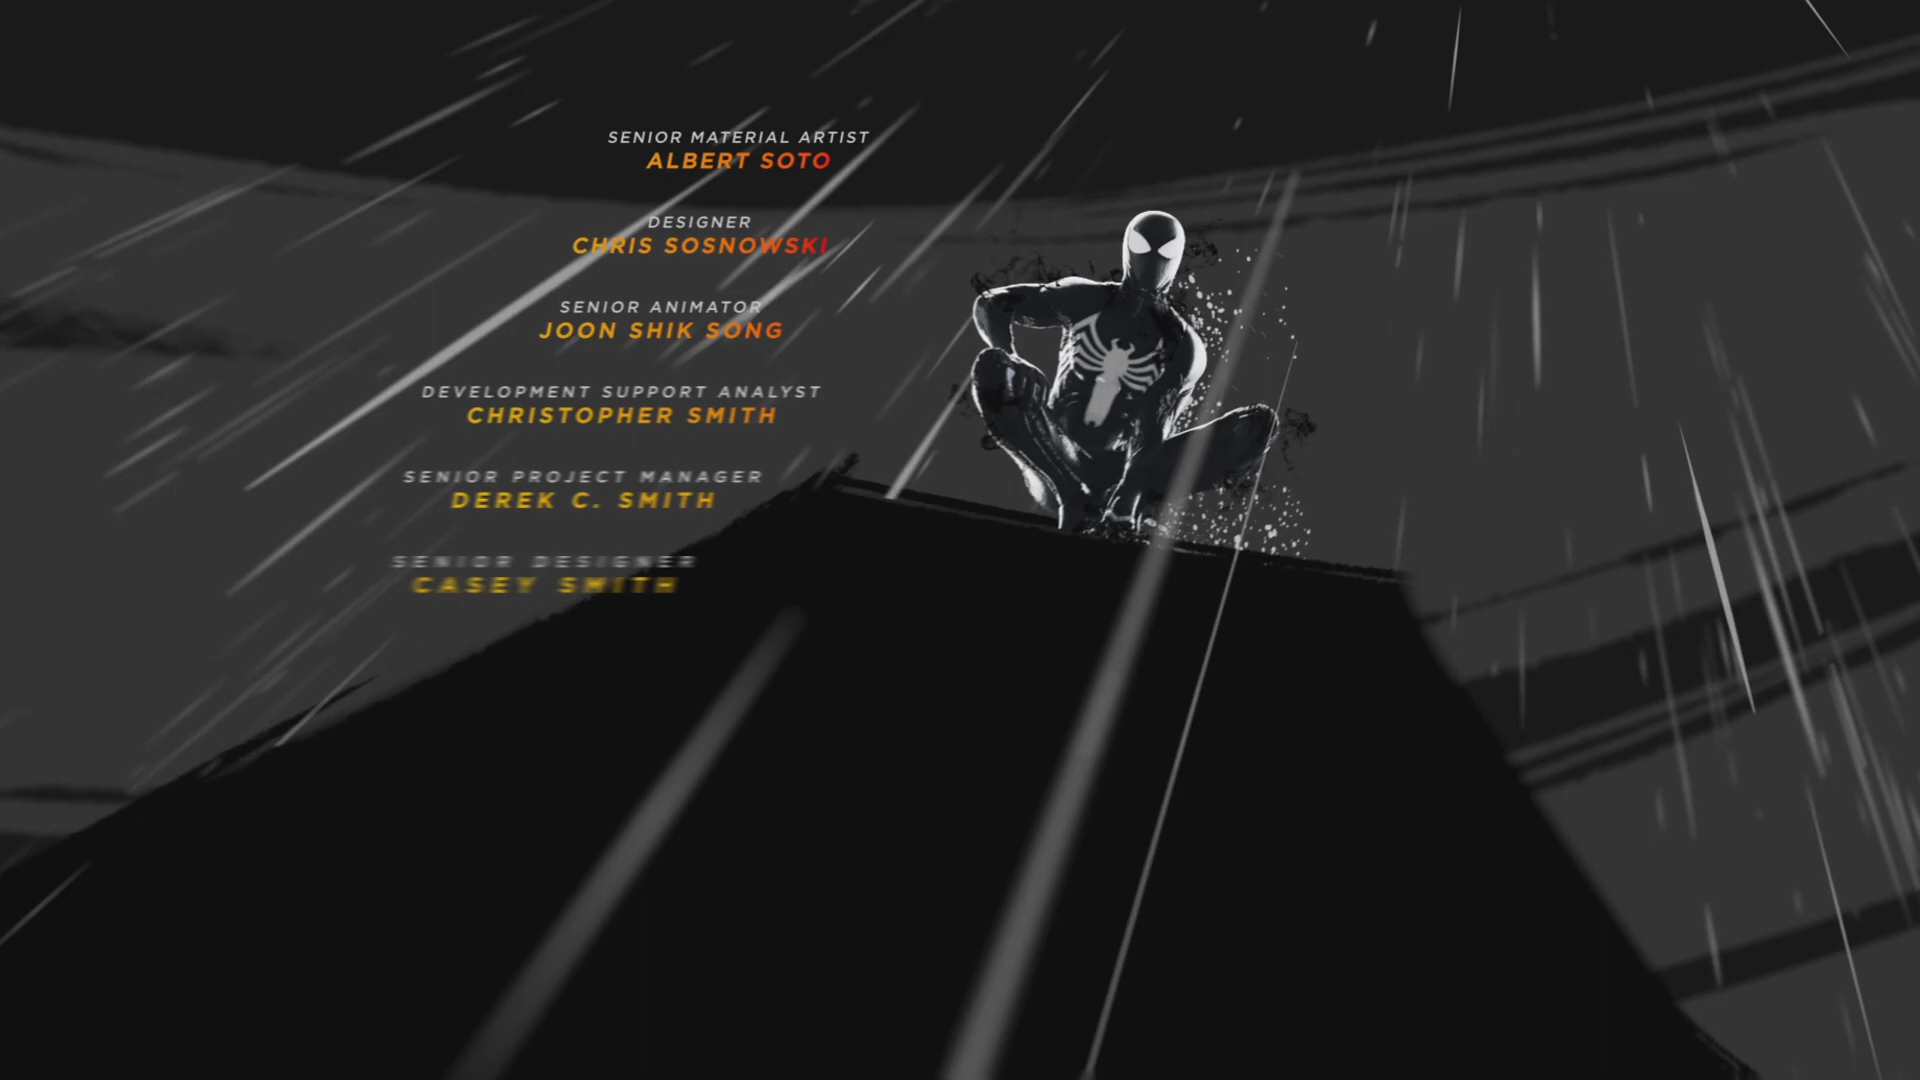 SENIOR MATERIAL ARTIST
ALBERT SOTO
DESIGNER
CHRIS SOSNOWSKI
SENIOR ANIMATOR
JOON SHIK SONG
DEVELOPMENT SUPPORT ANALYST
CHRISTOPHER SMITH
SENIOR PROJECT MANAGER
DEREK C. SMITH
SENIOR DESIGNER
CASEY SMITH